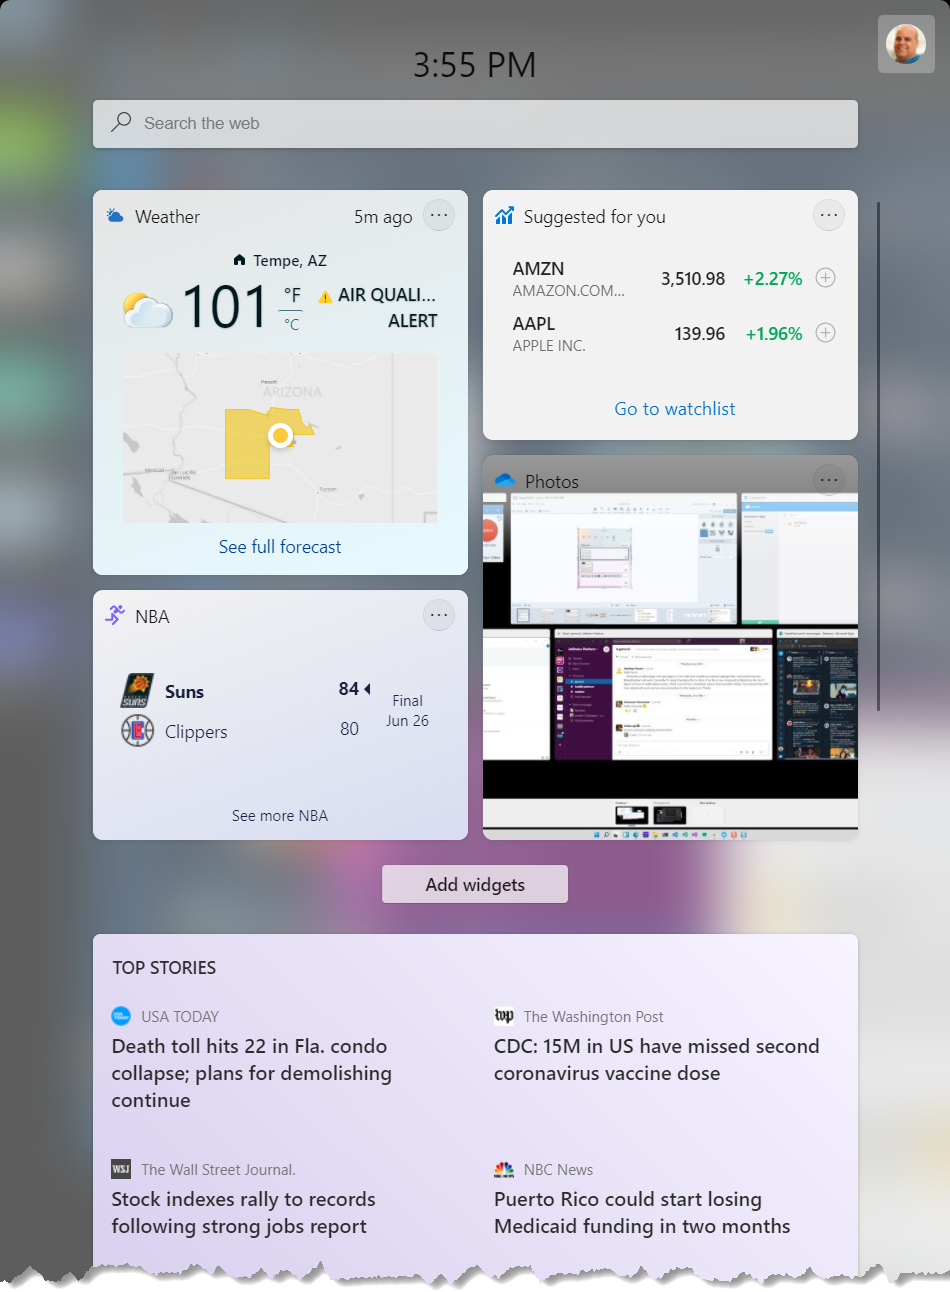 3:55 PM
Search the web
Weather
5m ago
Tempe, AZ
101 °F
°C
AIR QUALI...
ALERT
Prescott
ARIZONA
Mexicali
San Luis Río
Colorado
Tucson
See full forecast
Suggested for you
AMZN
AMAZON.COM...
3,510.98
+2.27%
AAPL
APPLE INC.
139.96
+1.96%
Go to watchlist
NBA
Suns
84
Clippers
80
Final
Jun 26
See more NBA
Photos
Add widgets
TOP STORIES
USA TODAY
Death toll hits 22 in Fla. condo
collapse; plans for demolishing
continue
wp
The Washington Post
CDC: 15M in US have missed second
coronavirus vaccine dose
WSJ
The Wall Street Journal.
Stock indexes rally to records
following strong jobs report
NBC News
Puerto Rico could start losing
Medicaid funding in two months